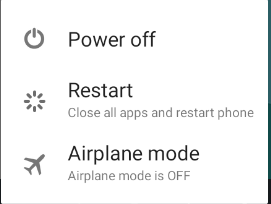 Power off
Restart
Close all apps and restart phone
Airplane mode
Airplane mode is OFF